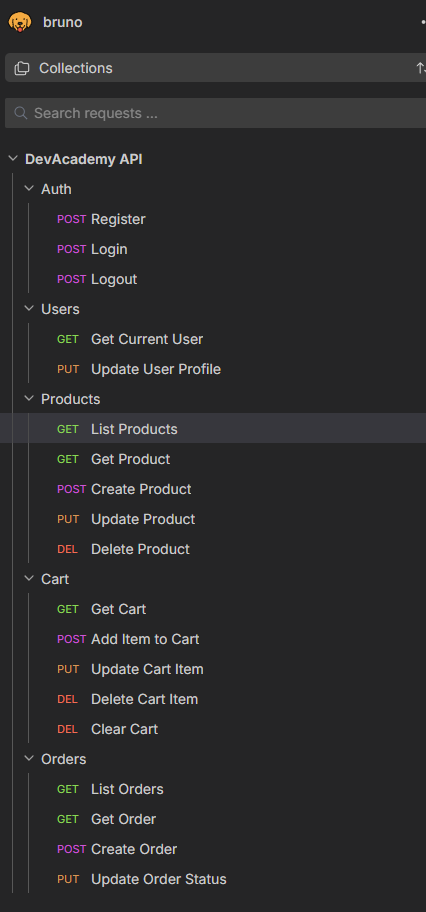 bruno
Collections
Search requests ...
DevAcademy API
Auth
POST Register
POST Login
POST Logout
Users
GET Get Current User
PUT Update User Profile
Products
GET List Products
GET Get Product
POST Create Product
PUT Update Product
DEL Delete Product
Cart
GET Get Cart
POST Add Item to Cart
PUT Update Cart Item
DEL Delete Cart Item
DEL Clear Cart
Orders
GET List Orders
GET Get Order
POST Create Order
PUT Update Order Status